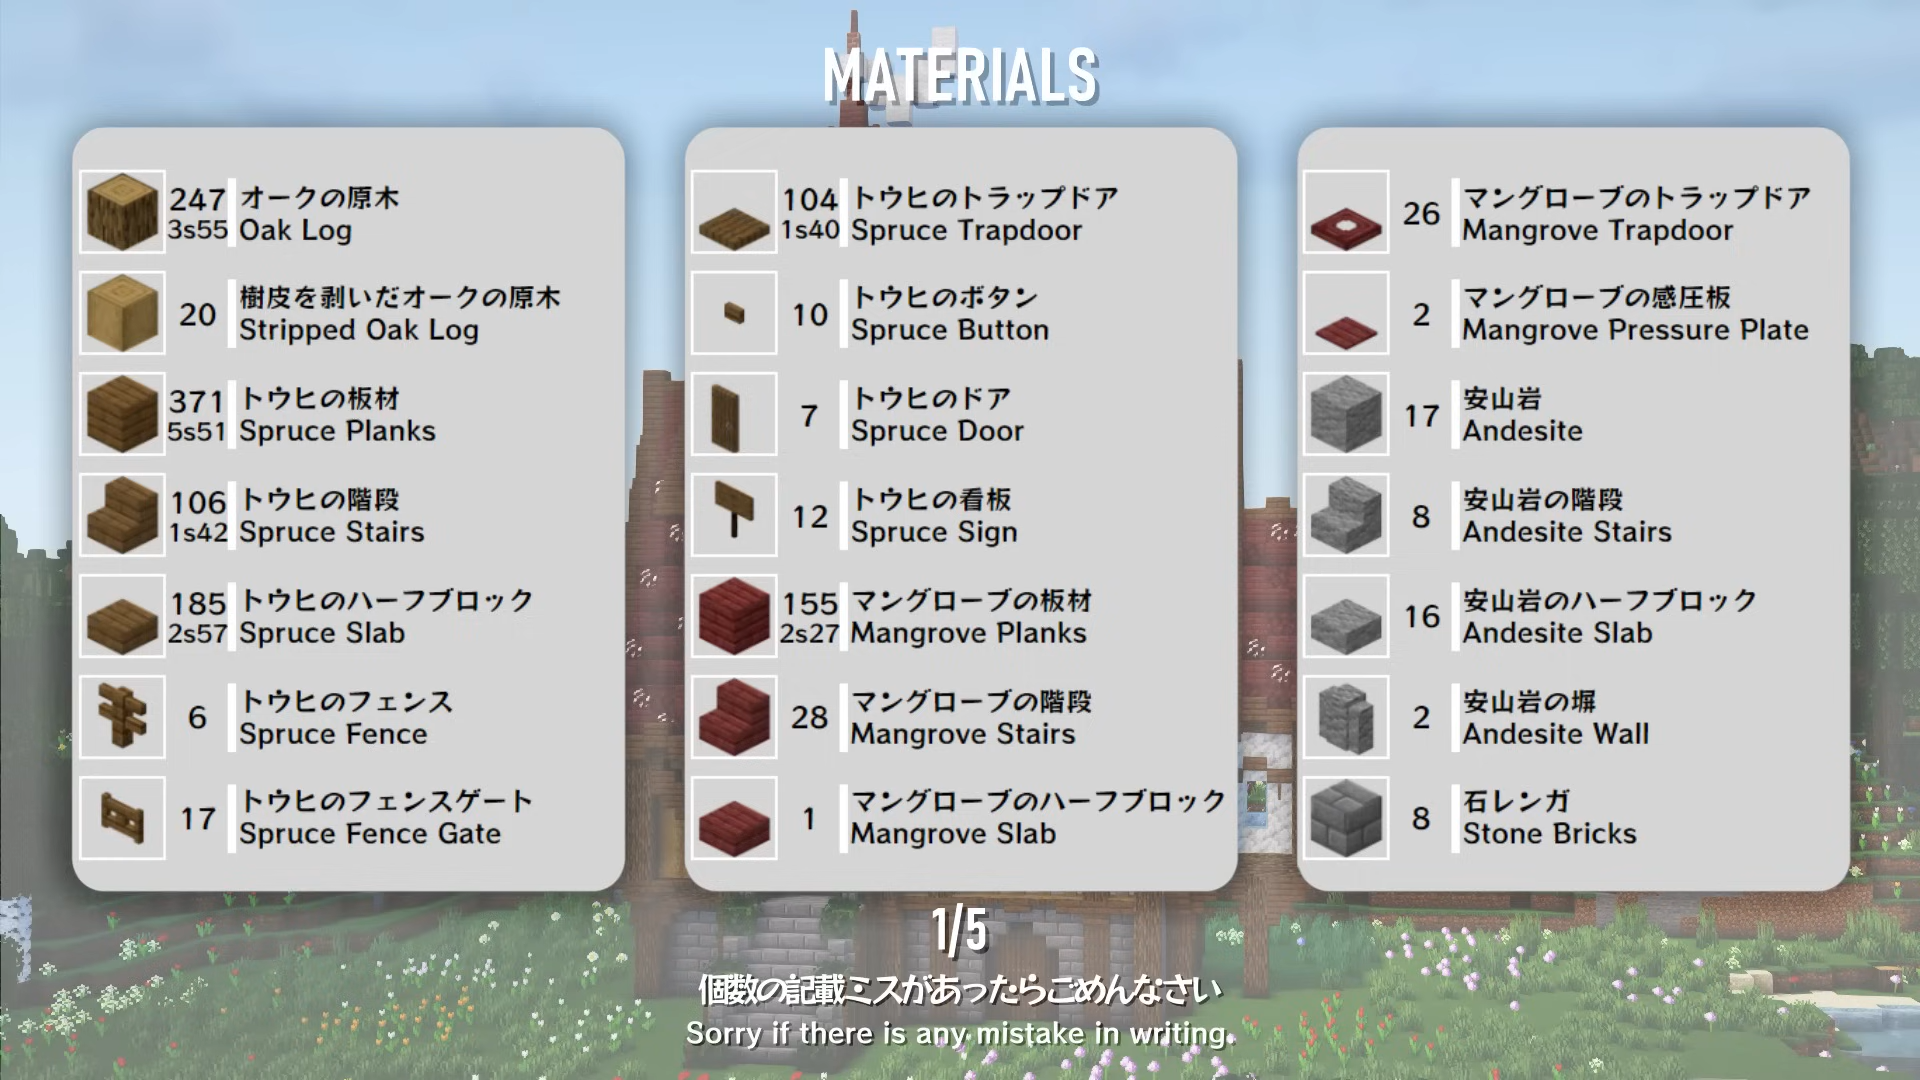 MATERIALS
247
3s55
オークの原木
Oak Log
20
樹皮を剥いだオークの原木
Stripped Oak Log
371
5s51
トウヒの板材
Spruce Planks
106
1s42
トウヒの階段
Spruce Stairs
185
2s57
トウヒのハーフブロック
Spruce Slab
6
トウヒのフェンス
Spruce Fence
17
トウヒのフェンスゲート
Spruce Fence Gate
104
1s40
トウヒのトラップドア
Spruce Trapdoor
10
トウヒのボタン
Spruce Button
7
トウヒのドア
Spruce Door
12
トウヒの看板
Spruce Sign
155
2s27
マングローブの板材
Mangrove Planks
28
マングローブの階段
Mangrove Stairs
1
マングローブのハーフブロック
Mangrove Slab
26
マングローブのトラップドア
Mangrove Trapdoor
2
マングローブの感圧板
Mangrove Pressure Plate
17
安山岩
Andesite
8
安山岩の階段
Andesite Stairs
16
安山岩のハーフブロック
Andesite Slab
2
安山岩の塀
Andesite Wall
8
石レンガ
Stone Bricks
1/5
個数の記載ミスがあったらごめんなさい
Sorry if there is any mistake in writing.